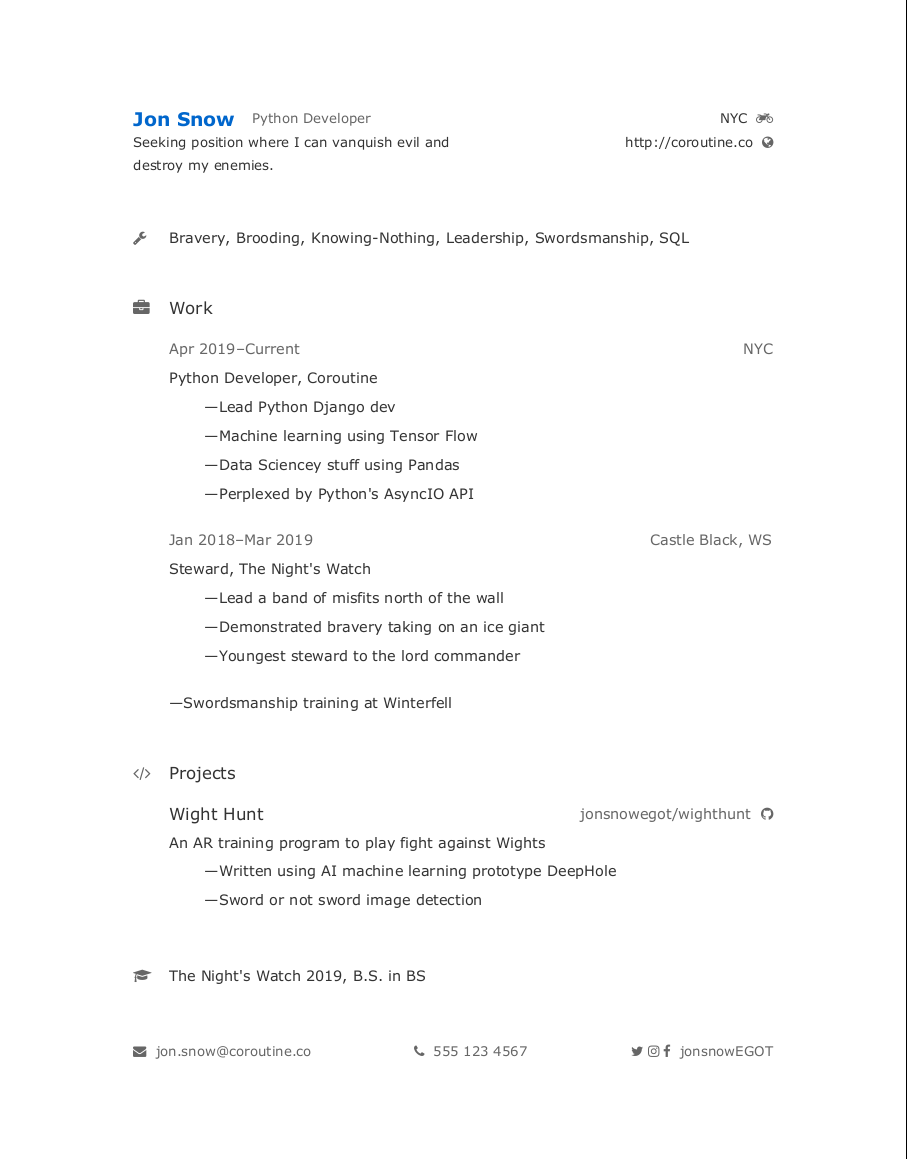 Jon Snow Python Developer NYC
Seeking position where I can vanquish evil and http://coroutine.co
destroy my enemies.
Bravery, Brooding, Knowing-Nothing, Leadership, Swordsmanship, SQL
Work
Apr 2019–Current NYC
Python Developer, Coroutine
—Lead Python Django dev
—Machine learning using Tensor Flow
—Data Sciencey stuff using Pandas
—Perplexed by Python's AsyncIO API
Jan 2018–Mar 2019 Castle Black, WS
Steward, The Night's Watch
—Lead a band of misfits north of the wall
—Demonstrated bravery taking on an ice giant
—Youngest steward to the lord commander
—Swordsmanship training at Winterfell
Projects
Wight Hunt jonsnowegot/wighthunt
An AR training program to play fight against Wights
—Written using AI machine learning prototype DeepHole
—Sword or not sword image detection
The Night's Watch 2019, B.S. in BS
jon.snow@coroutine.co 555 123 4567 jonsnowEGOT